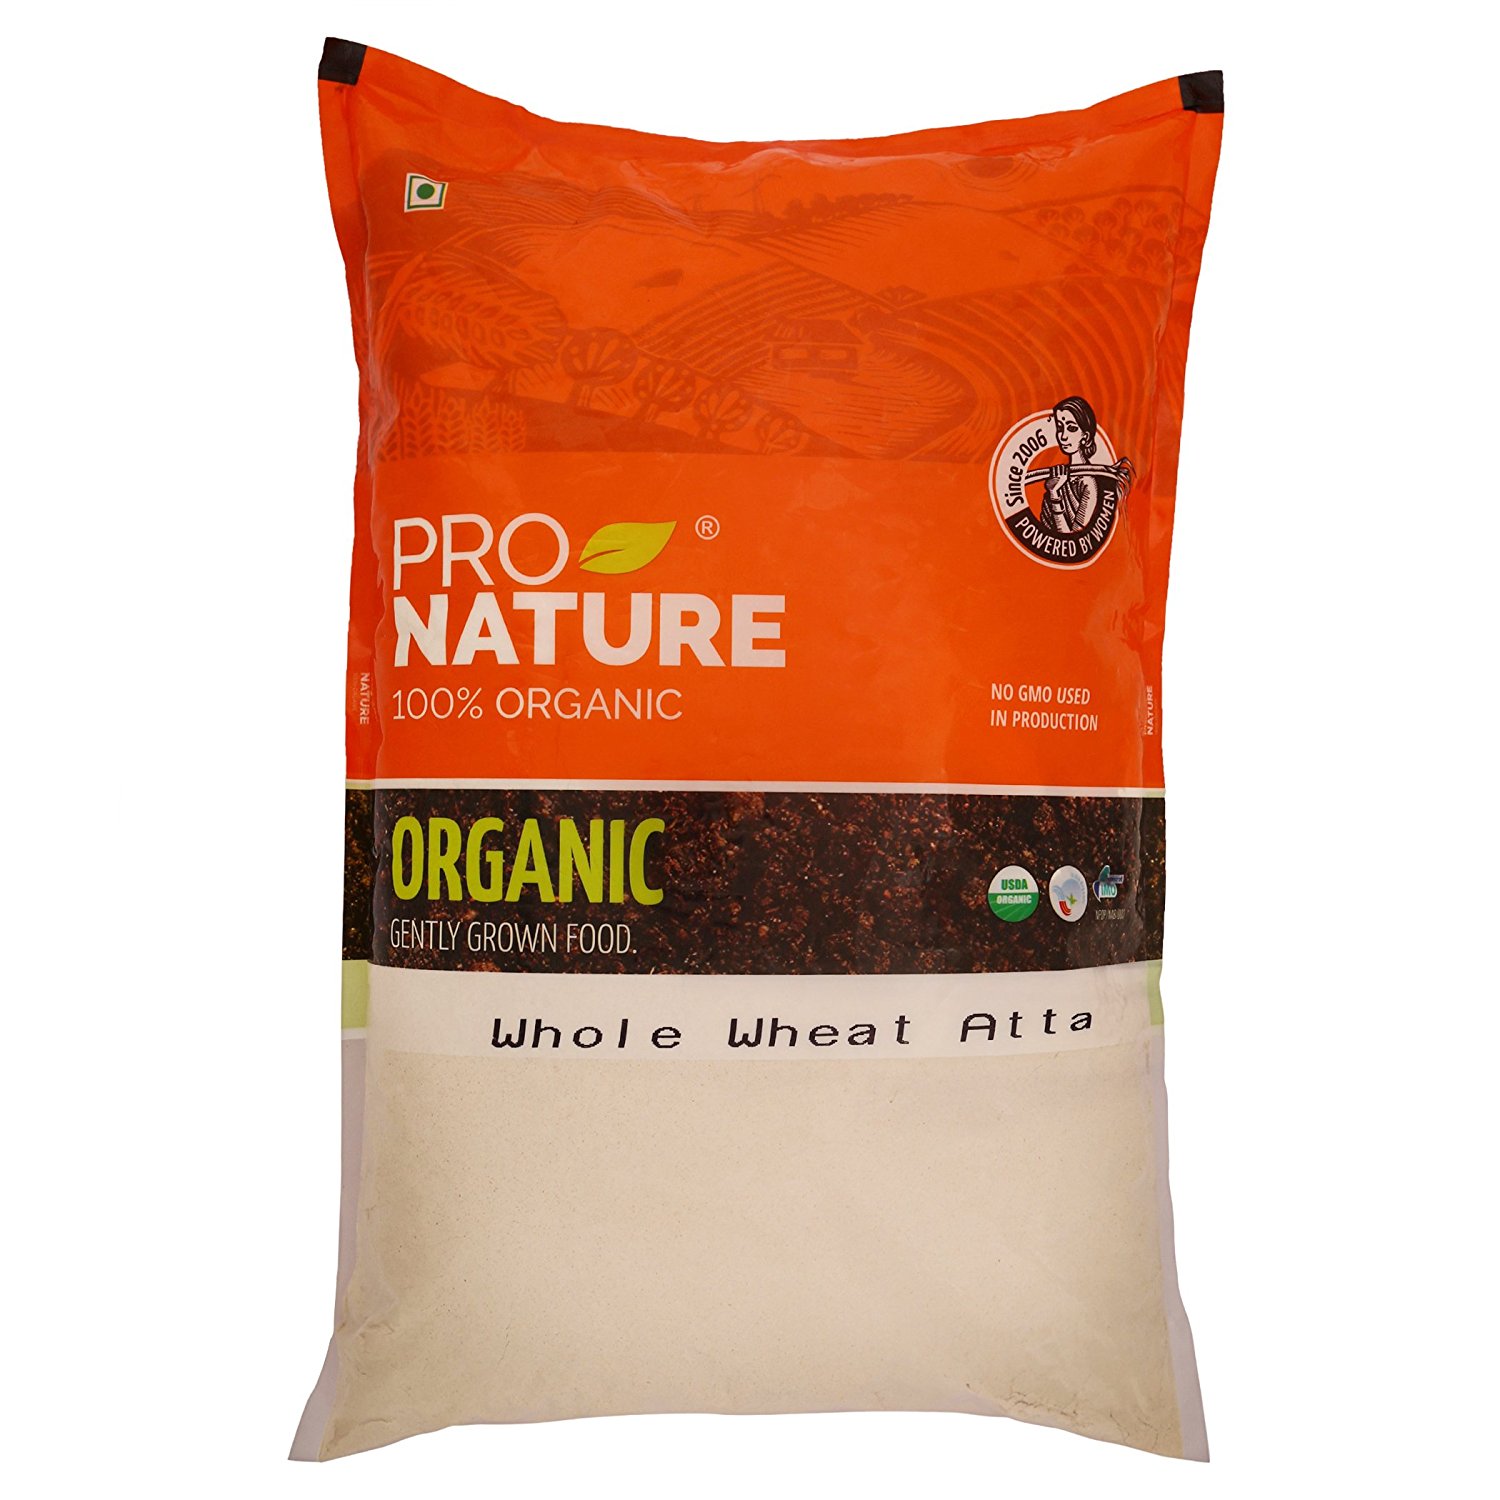 Since 2006
POWERED BY WOMEN
PRO ®
NATURE
100% ORGANIC
NO GMO USED
IN PRODUCTION
NATURE
NATURE
ORGANIC
GENTLY GROWN FOOD.
USDA
ORGANIC
Whole Wheat Atta